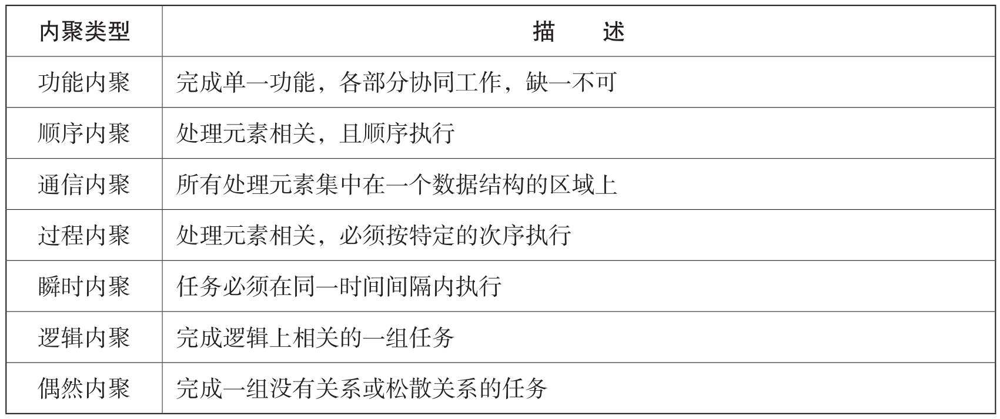 内聚类型 描 述
功能内聚 完成单一功能，各部分协同工作，缺一不可
顺序内聚 处理元素相关，且顺序执行
通信内聚 所有处理元素集中在一个数据结构的区域上
过程内聚 处理元素相关，必须按特定的次序执行
瞬时内聚 任务必须在同一时间间隔内执行
逻辑内聚 完成逻辑上相关的一组任务
偶然内聚 完成一组没有关系或松散关系的任务